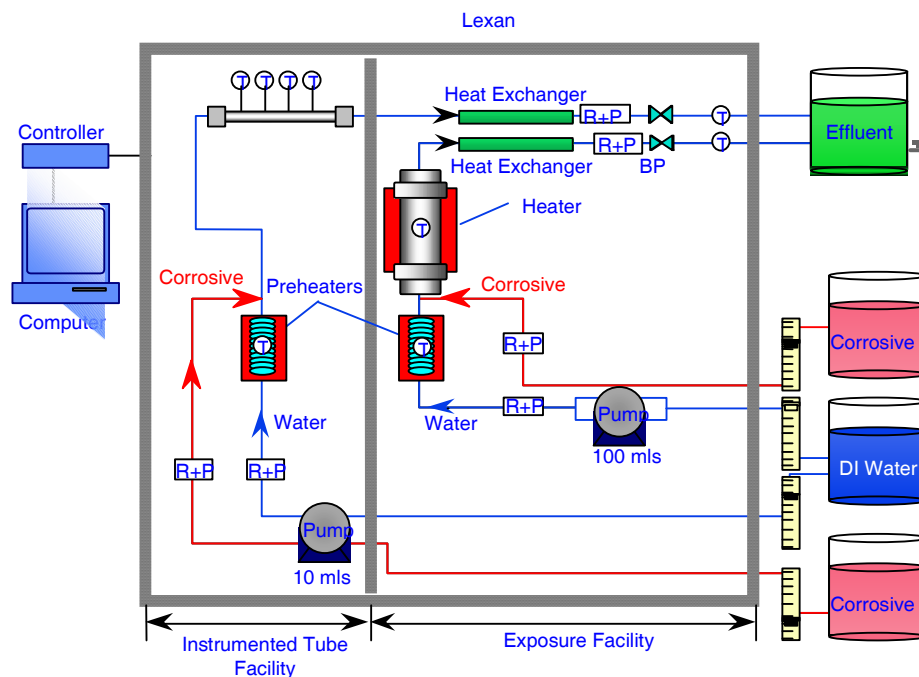 Lexan
T T T T
Heat Exchanger
R+P
T
Controller
Effluent
R+P
T
Heat Exchanger
BP
Heater
T
Corrosive
Preheaters
Corrosive
Computer
T
T
R+P
Corrosive
Water
Water
R+P
Pump
100 mls
DI Water
R+P
R+P
Pump
10 mls
Corrosive
Instrumented Tube
Facility
Exposure Facility